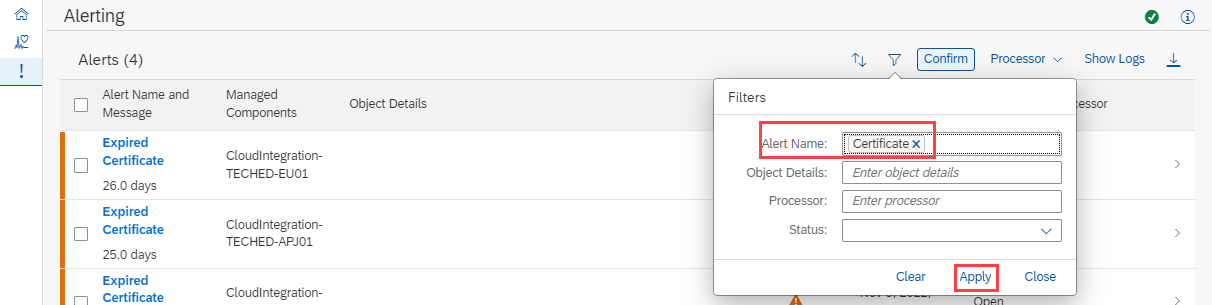 Alerting
Alerts (4)
Confirm
Processor
Show Logs
Alert Name and
Message
Managed
Components
Object Details
Filters
Alert Name:
Certificate
Object Details:
Enter object details
Processor:
Enter processor
Status:
Clear
Apply
Close
Expired
Certificate
26.0 days
CloudIntegration-
TECHED-EU01
Expired
Certificate
25.0 days
CloudIntegration-
TECHED-APJ01
Expired
Certificate
CloudIntegration-
Open